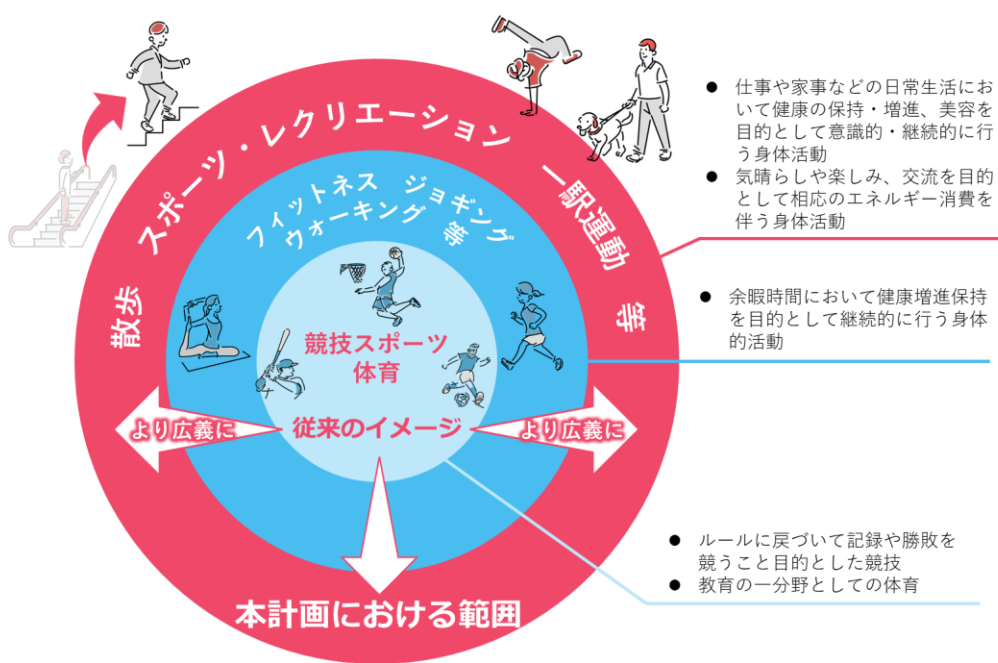 散歩 スポーツ・レクリエーション 一駅運動 等
フィットネス ジョギング
ウォーキング 等
競技スポーツ
体育
より広義に 従来のイメージ より広義に
本計画における範囲
● 仕事や家事などの日常生活にお
いて健康の保持・増進、美容を
目的として意識的・継続的に行
う身体活動
● 気晴らしや楽しみ、交流を目的
として相応のエネルギー消費を
伴う身体活動
● 余暇時間において健康増進保持
を目的として継続的に行う身体
的活動
● ルールに戻づいて記録や勝敗を
競うこと目的とした競技
● 教育の一分野としての体育